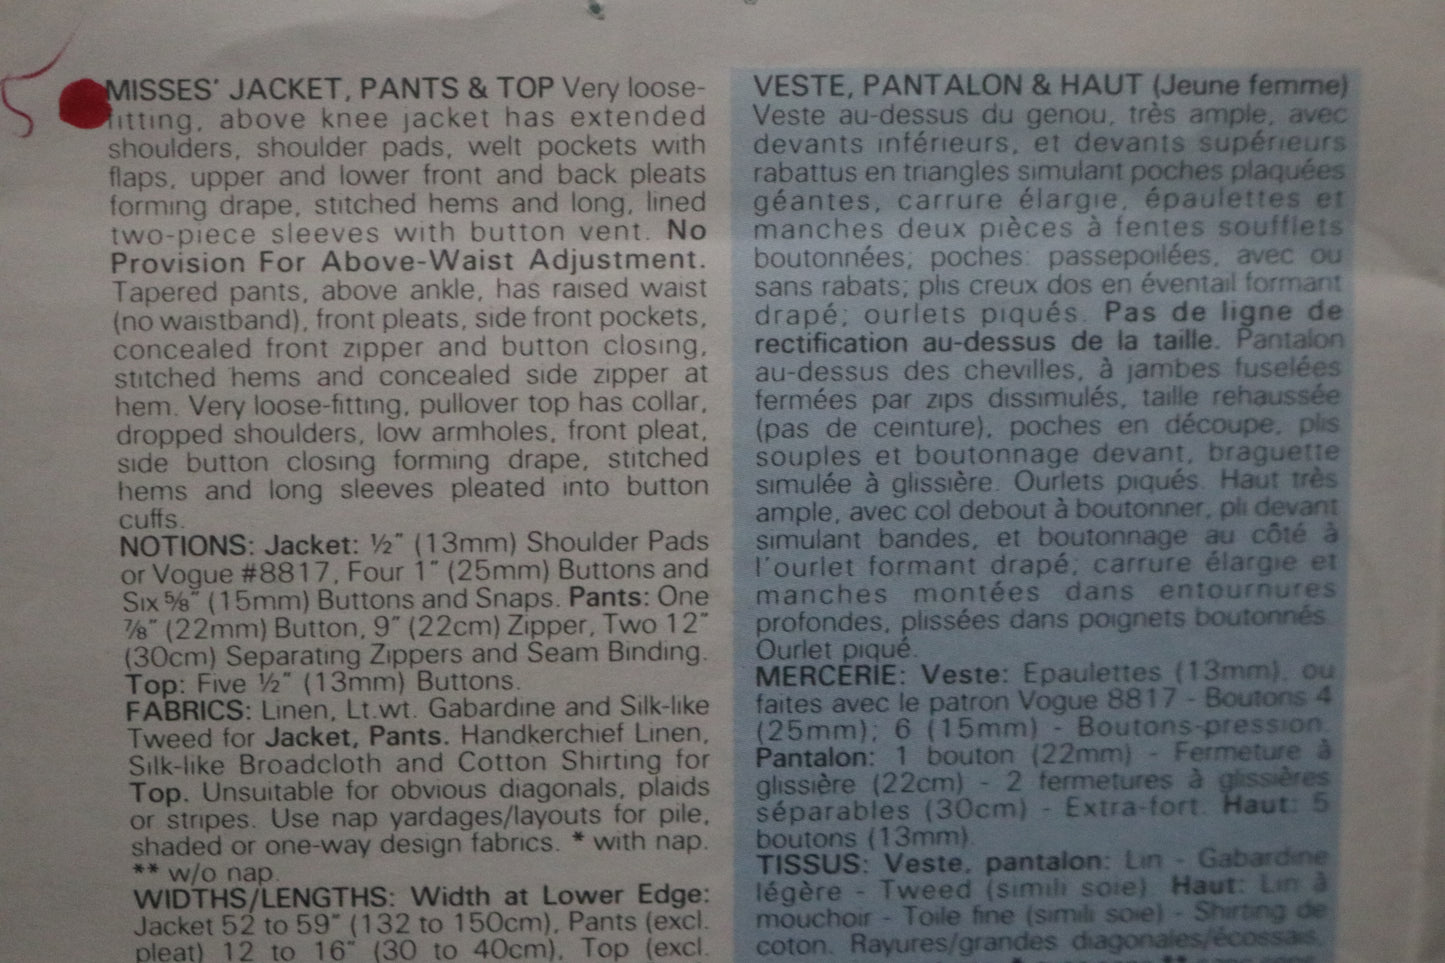 MISSES' JACKET, PANTS & TOP Very loose-
fitting, above knee jacket has extended
shoulders, shoulder pads, welt pockets with
flaps, upper and lower front and back pleats
forming drape, stitched hems and long, lined
two-piece sleeves with button vent. No
Provision For Above-Waist Adjustment.
Tapered pants, above ankle, has raised waist
(no waistband), front pleats, side front pockets,
concealed front zipper and button closing,
stitched hems and concealed side zipper at
hem. Very loose-fitting, pullover top has collar,
dropped shoulders, low armholes, front pleat,
side button closing forming drape, stitched
hems and long sleeves pleated into button
cuffs.
NOTIONS: Jacket: ½" (13mm) Shoulder Pads
or Vogue #8817, Four 1" (25mm) Buttons and
Six ⅝" (15mm) Buttons and Snaps. Pants: One
⅞" (22mm) Button, 9" (22cm) Zipper, Two 12"
(30cm) Separating Zippers and Seam Binding.
Top: Five ½" (13mm) Buttons.
FABRICS: Linen, Lt.wt. Gabardine and Silk-like
Tweed for Jacket, Pants. Handkerchief Linen,
Silk-like Broadcloth and Cotton Shirting for
Top. Unsuitable for obvious diagonals, plaids
or stripes. Use nap yardages/layouts for pile,
shaded or one-way design fabrics. * with nap.
** w/o nap.
WIDTHS/LENGTHS: Width at Lower Edge:
Jacket 52 to 59" (132 to 150cm), Pants (excl.
pleat) 12 to 16" (30 to 40cm), Top (excl.
VESTE, PANTALON & HAUT (Jeune femme)
Veste au-dessus du genou, très ample, avec
devants inférieurs, et devants supérieurs
rabattus en triangles simulant poches plaquées
géantes, carrure élargie, épaulettes et
manches deux pièces à fentes soufflets
boutonnées; poches passepoilées, avec ou
sans rabats; plis creux dos en éventail formant
drapé; ourlets piqués. Pas de ligne de
rectification au-dessus de la taille. Pantalon
au-dessus des chevilles, à jambes fuselées
fermées par zips dissimulés, taille rehaussée
(pas de ceinture), poches en découpe, plis
souples et boutonnage devant, braguette
simulée à glissière. Ourlets piqués. Haut très
ample, avec col debout à boutonner, pli devant
simulant bandes, et boutonnage au côté à
l'ourlet formant drapé; carrure élargie et
manches montées dans entournures
profondes, plissées dans poignets boutonnés.
Ourlet piqué.
MERCERIE: Veste: Epaulettes (13mm), ou
faites avec le patron Vogue 8817 - Boutons 4
(25mm); 6 (15mm) - Boutons-pression.
Pantalon: 1 bouton (22mm) - Fermeture à
glissière (22cm) - 2 fermetures à glissières
séparables (30cm) - Extra-fort. Haut: 5
boutons (13mm).
TISSUS: Veste, pantalon: Lin - Gabardine
légère - Tweed (simili soie). Haut: Lin à
mouchoir - Toile fine (simili soie) - Shirting de
coton. Rayures/grandes diagonales/écossais,